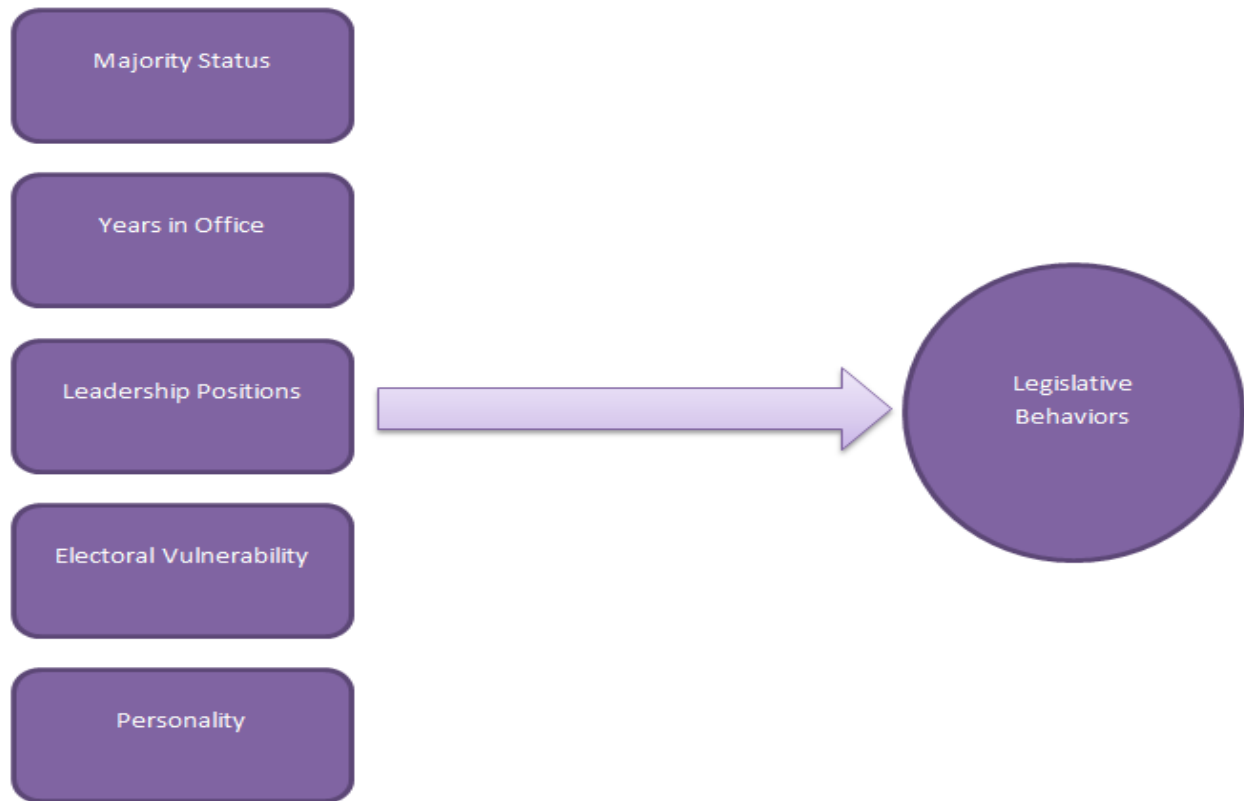 Majority Status
Years in Office
Leadership Positions
Electoral Vulnerability
Personality
Legislative
Behaviors